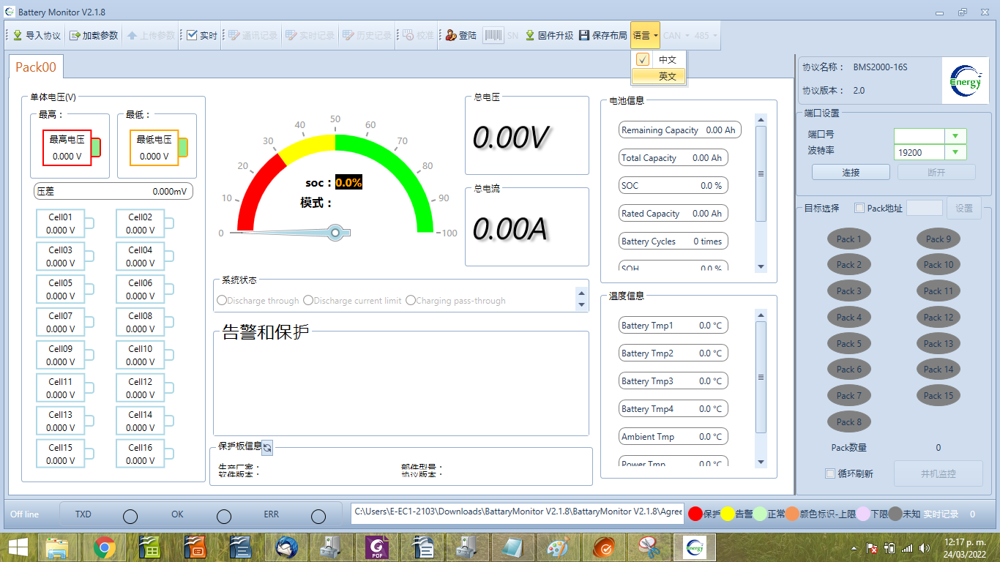 Battery Monitor V2.1.8
导入协议 加载参数 上传参数 实时 通讯记录 实时记录 历史记录 校准 登陆 SN 固件升级 保存布局 语言 CAN 485
中文
英文
Pack00
单体电压(V)
最高： 最低：
最高电压 最低电压
0.000 V 0.000 V
压差 0.000mV
Cell01 Cell02
0.000 V 0.000 V
Cell03 Cell04
0.000 V 0.000 V
Cell05 Cell06
0.000 V 0.000 V
Cell07 Cell08
0.000 V 0.000 V
Cell09 Cell10
0.000 V 0.000 V
Cell11 Cell12
0.000 V 0.000 V
Cell13 Cell14
0.000 V 0.000 V
Cell15 Cell16
0.000 V 0.000 V
0 10 20 30 40 50 60 70 80 90 100
soc：0.0%
模式：
总电压
0.00V
总电流
0.00A
系统状态
Discharge through Discharge current limit Charging pass-through
告警和保护
保护板信息
生产厂家： 部件型号：
软件版本： 协议版本：
电池信息
Remaining Capacity 0.00 Ah
Total Capacity 0.00 Ah
SOC 0.0 %
Rated Capacity 0.00 Ah
Battery Cycles 0 times
SOH 0.0 %
温度信息
Battery Tmp1 0.0 °C
Battery Tmp2 0.0 °C
Battery Tmp3 0.0 °C
Battery Tmp4 0.0 °C
Ambient Tmp 0.0 °C
Power Tmp 0.0 °C
协议名称： BMS2000-16S
协议版本： 2.0
Energy
端口设置
端口号
波特率 19200
连接 断开
目标选择 Pack地址 设置
Pack 1 Pack 9
Pack 2 Pack 10
Pack 3 Pack 11
Pack 4 Pack 12
Pack 5 Pack 13
Pack 6 Pack 14
Pack 7 Pack 15
Pack 8
Pack数量 0
循环刷新 并机监控
Off line TXD OK ERR C:\Users\E-EC1-2103\Downloads\BattaryMonitor V2.1.8\BattaryMonitor V2.1.8\Agree 保护 告警 正常 颜色标识-上限 下限 未知 实时记录 0
PDF
Energy
12:17 p. m.
24/03/2022